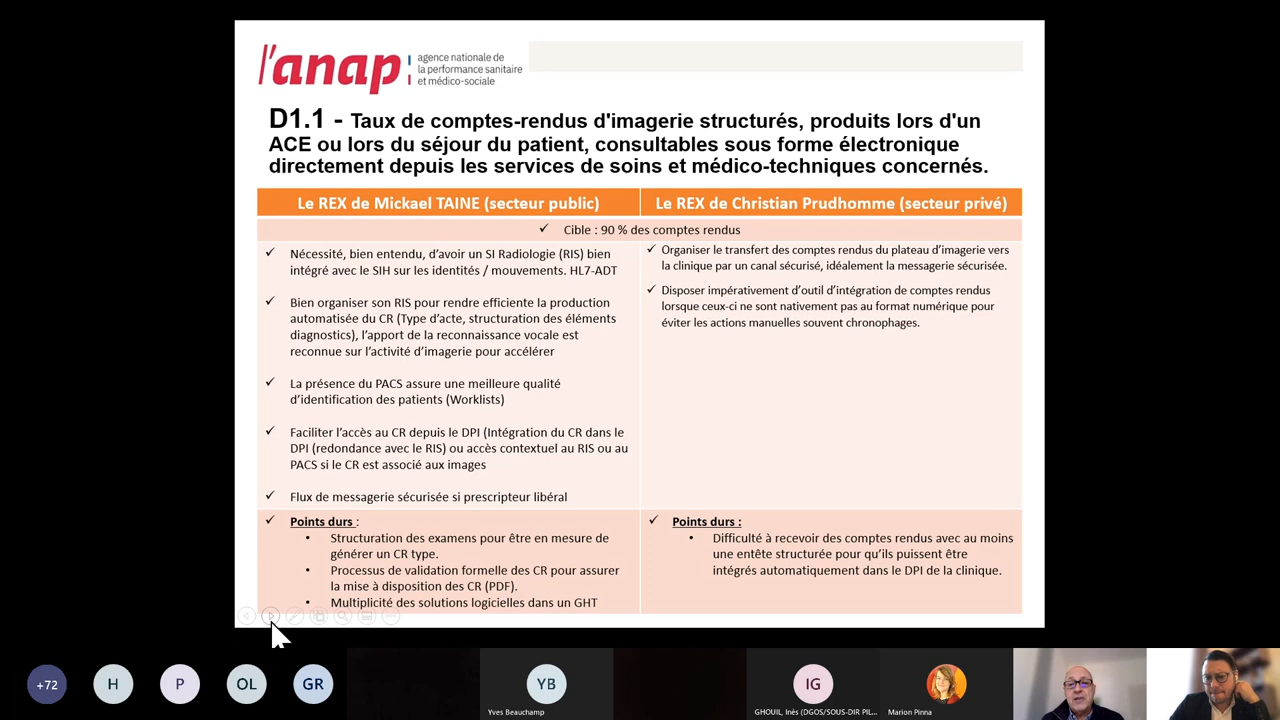 l'anap
agence nationale de
la performance sanitaire
et médico-sociale
D1.1 - Taux de comptes-rendus d'imagerie structurés, produits lors d'un
ACE ou lors du séjour du patient, consultables sous forme électronique
directement depuis les services de soins et médico-techniques concernés.
Le REX de Mickael TAINE (secteur public)
Le REX de Christian Prudhomme (secteur privé)
✓ Cible : 90 % des comptes rendus
✓ Nécessité, bien entendu, d'avoir un SI Radiologie (RIS) bien
intégré avec le SIH sur les identités / mouvements. HL7-ADT
✓ Bien organiser son RIS pour rendre efficiente la production
automatisée du CR (Type d'acte, structuration des éléments
diagnostics), l'apport de la reconnaissance vocale est
reconnue sur l'activité d'imagerie pour accélérer
✓ La présence du PACS assure une meilleure qualité
d'identification des patients (Worklists)
✓ Faciliter l'accès au CR depuis le DPI (Intégration du CR dans le
DPI (redondance avec le RIS) ou accès contextuel au RIS ou au
PACS si le CR est associé aux images
✓ Flux de messagerie sécurisée si prescripteur libéral
✓ Organiser le transfert des comptes rendus du plateau d'imagerie vers
la clinique par un canal sécurisé, idéalement la messagerie sécurisée.
✓ Disposer impérativement d'outil d'intégration de comptes rendus
lorsque ceux-ci ne sont nativement pas au format numérique pour
éviter les actions manuelles souvent chronophages.
✓ Points durs :
• Structuration des examens pour être en mesure de
générer un CR type.
• Processus de validation formelle des CR pour assurer
la mise à disposition des CR (PDF).
• Multiplicité des solutions logicielles dans un GHT
✓ Points durs :
• Difficulté à recevoir des comptes rendus avec au moins
une entête structurée pour qu'ils puissent être
intégrés automatiquement dans le DPI de la clinique.
+72
H
P
OL
GR
YB
Yves Beauchamp
IG
GHOUIL, Inès (DGOS/SOUS-DIR PIL...
Marion Pinna